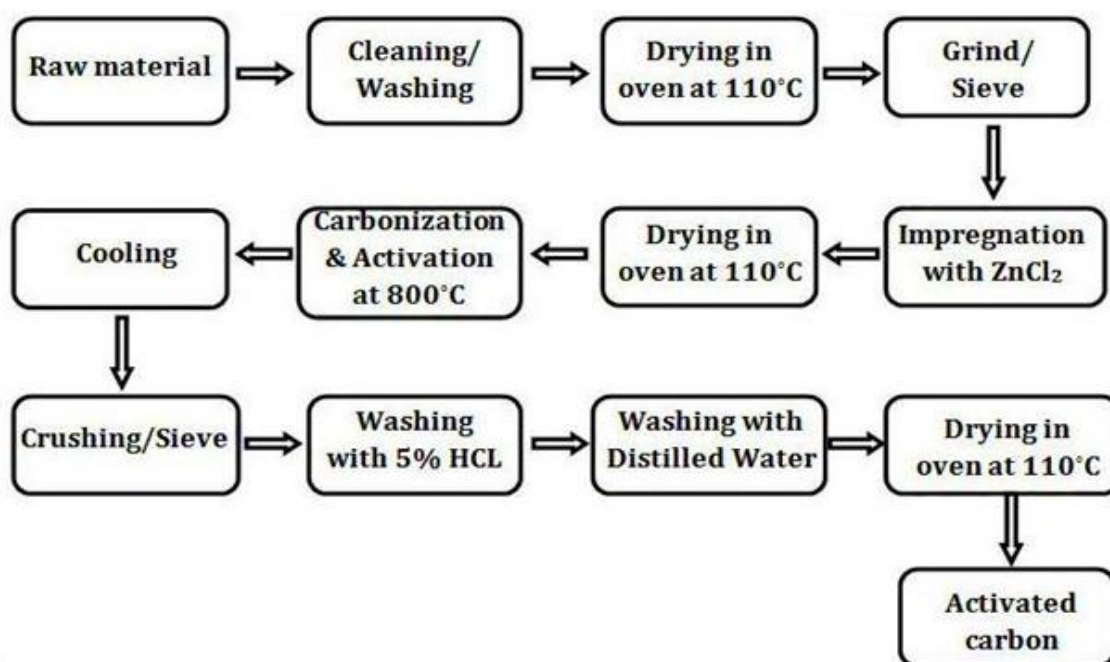 Raw material
Cleaning/
Washing
Drying in
oven at 110°C
Grind/
Sieve
Impregnation
with ZnCl₂
Drying in
oven at 110°C
Carbonization
& Activation
at 800°C
Cooling
Crushing/Sieve
Washing
with 5% HCL
Washing with
Distilled Water
Drying in
oven at 110°C
Activated
carbon